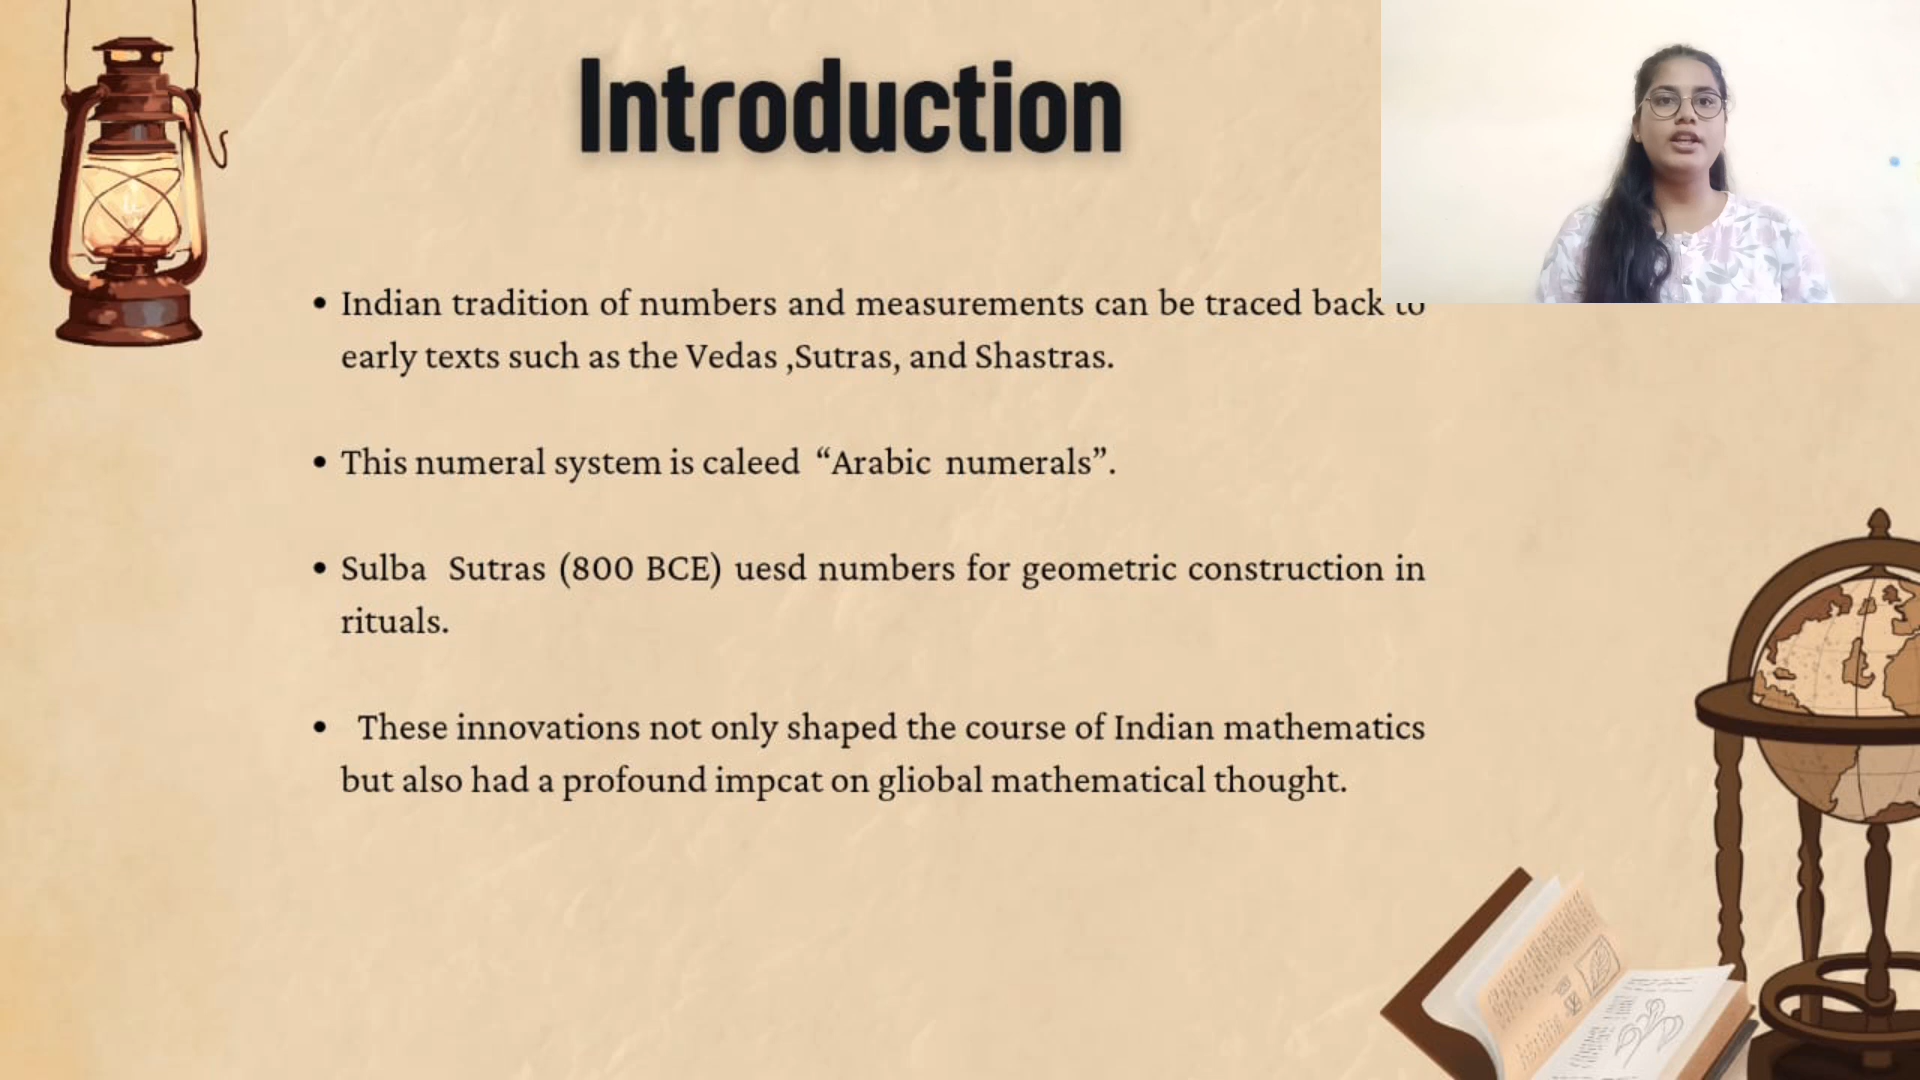 Introduction
• Indian tradition of numbers and measurements can be traced back to
early texts such as the Vedas ,Sutras, and Shastras.
• This numeral system is caleed “Arabic numerals”.
• Sulba Sutras (800 BCE) uesd numbers for geometric construction in
rituals.
• These innovations not only shaped the course of Indian mathematics
but also had a profound impcat on gliobal mathematical thought.